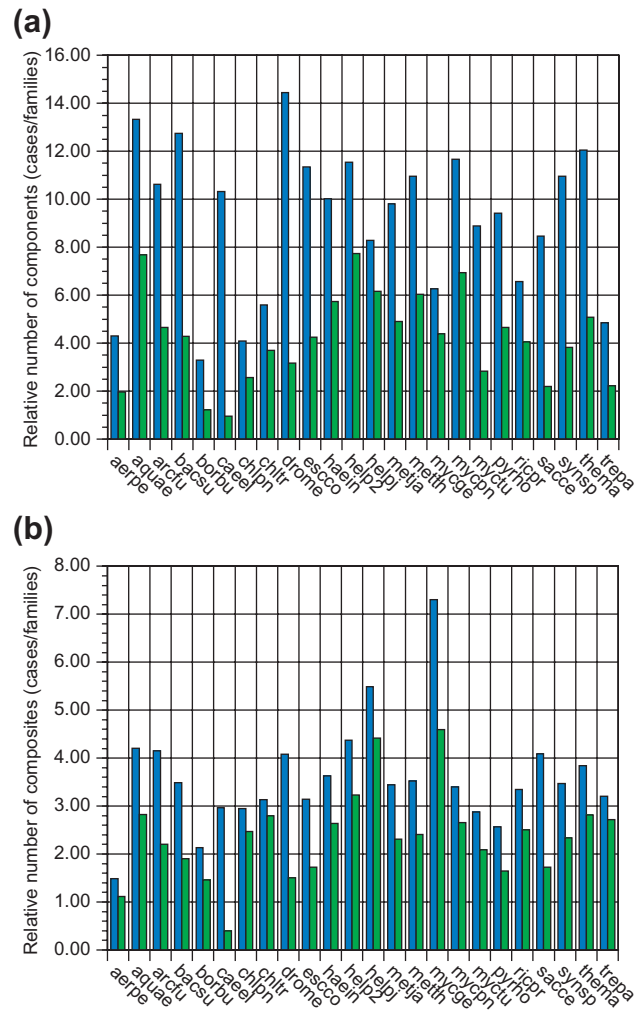 (a)
Relative number of components (cases/families)
16.00
14.00
12.00
10.00
8.00
6.00
4.00
2.00
0.00
aerpe
aquae
arcfu
bacsu
borbu
caeel
chlpn
chltr
drome
escco
haein
help2
helpj
metja
metth
mycge
mycpn
myctu
pyrho
ricpr
sacce
synsp
thema
trepa
(b)
Relative number of composites (cases/families)
8.00
7.00
6.00
5.00
4.00
3.00
2.00
1.00
0.00
aerpe
aquae
arcfu
bacsu
borbu
caeel
chlpn
chltr
drome
escco
haein
help2
helpj
metja
metth
mycge
mycpn
myctu
pyrho
ricpr
sacce
synsp
thema
trepa